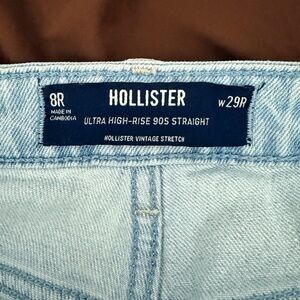 8R
MADE IN
CAMBODIA
HOLLISTER
W29R
ULTRA HIGH-RISE 90S STRAIGHT
HOLLISTER VINTAGE STRETCH